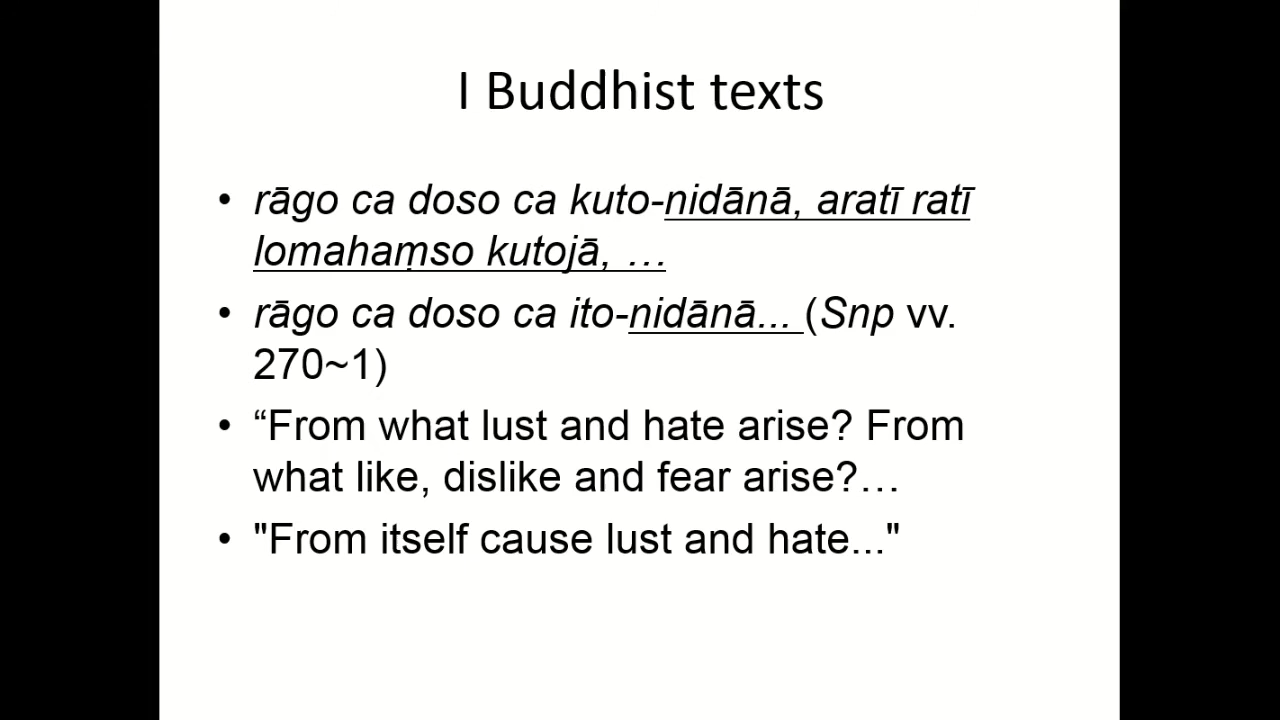 I Buddhist texts
• rāgo ca doso ca kuto-nidānā, aratī ratī
lomahaṃso kutojā, …
• rāgo ca doso ca ito-nidānā... (Snp vv.
270~1)
• “From what lust and hate arise? From
what like, dislike and fear arise?…
• "From itself cause lust and hate..."